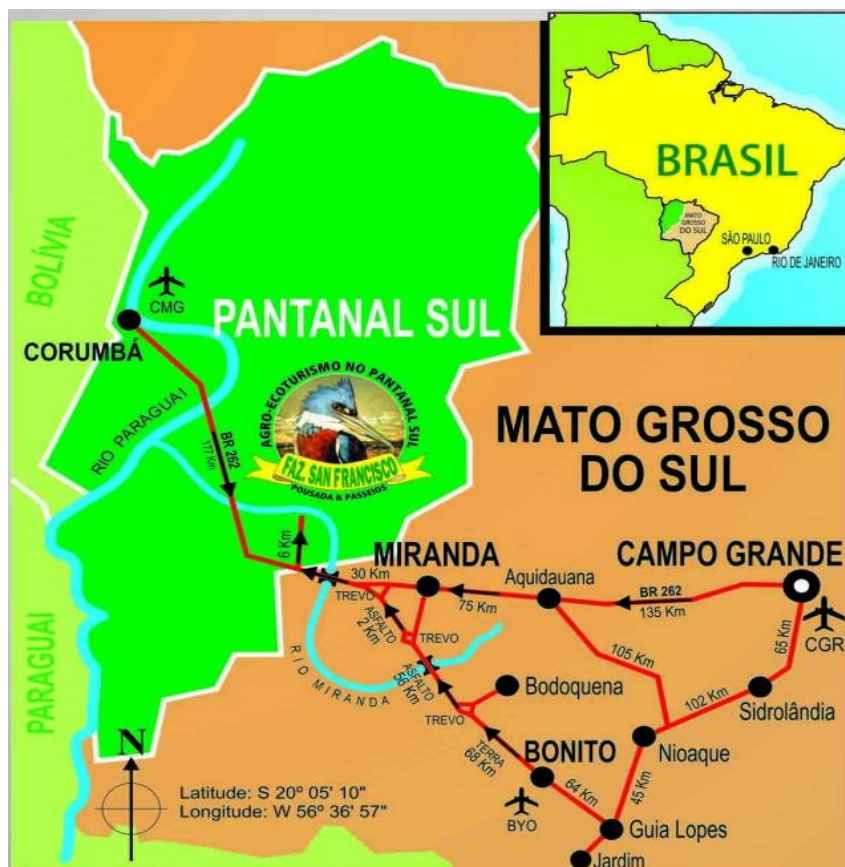 BRASIL
MATO
GROSSO
DO SUL
SÃO PAULO
RIO DE JANEIRO
BOLÍVIA
CMG
PANTANAL SUL
CORUMBÁ
RIO PARAGUAI
BR 262
177 Km
AGRO-ECOTURISMO NO PANTANAL SUL
FAZ. SAN FRANCISCO
POUSADA & PASSEIOS
MATO GROSSO
DO SUL
6 Km
MIRANDA
CAMPO GRANDE
30 Km
Aquidauana
BR 262
75 Km
135 Km
TREVO
CGR
65 Km
ASFALTO
2 Km
TREVO
105 Km
102 Km
Sidrolândia
RIO MIRANDA
ASFALTO
56 Km
Bodoquena
TREVO
PARAGUAI
BONITO
Nioaque
TERRA
68 Km
45 Km
64 Km
BYO
Guia Lopes
Jardim
N
Latitude: S 20º 05' 10"
Longitude: W 56º 36' 57"